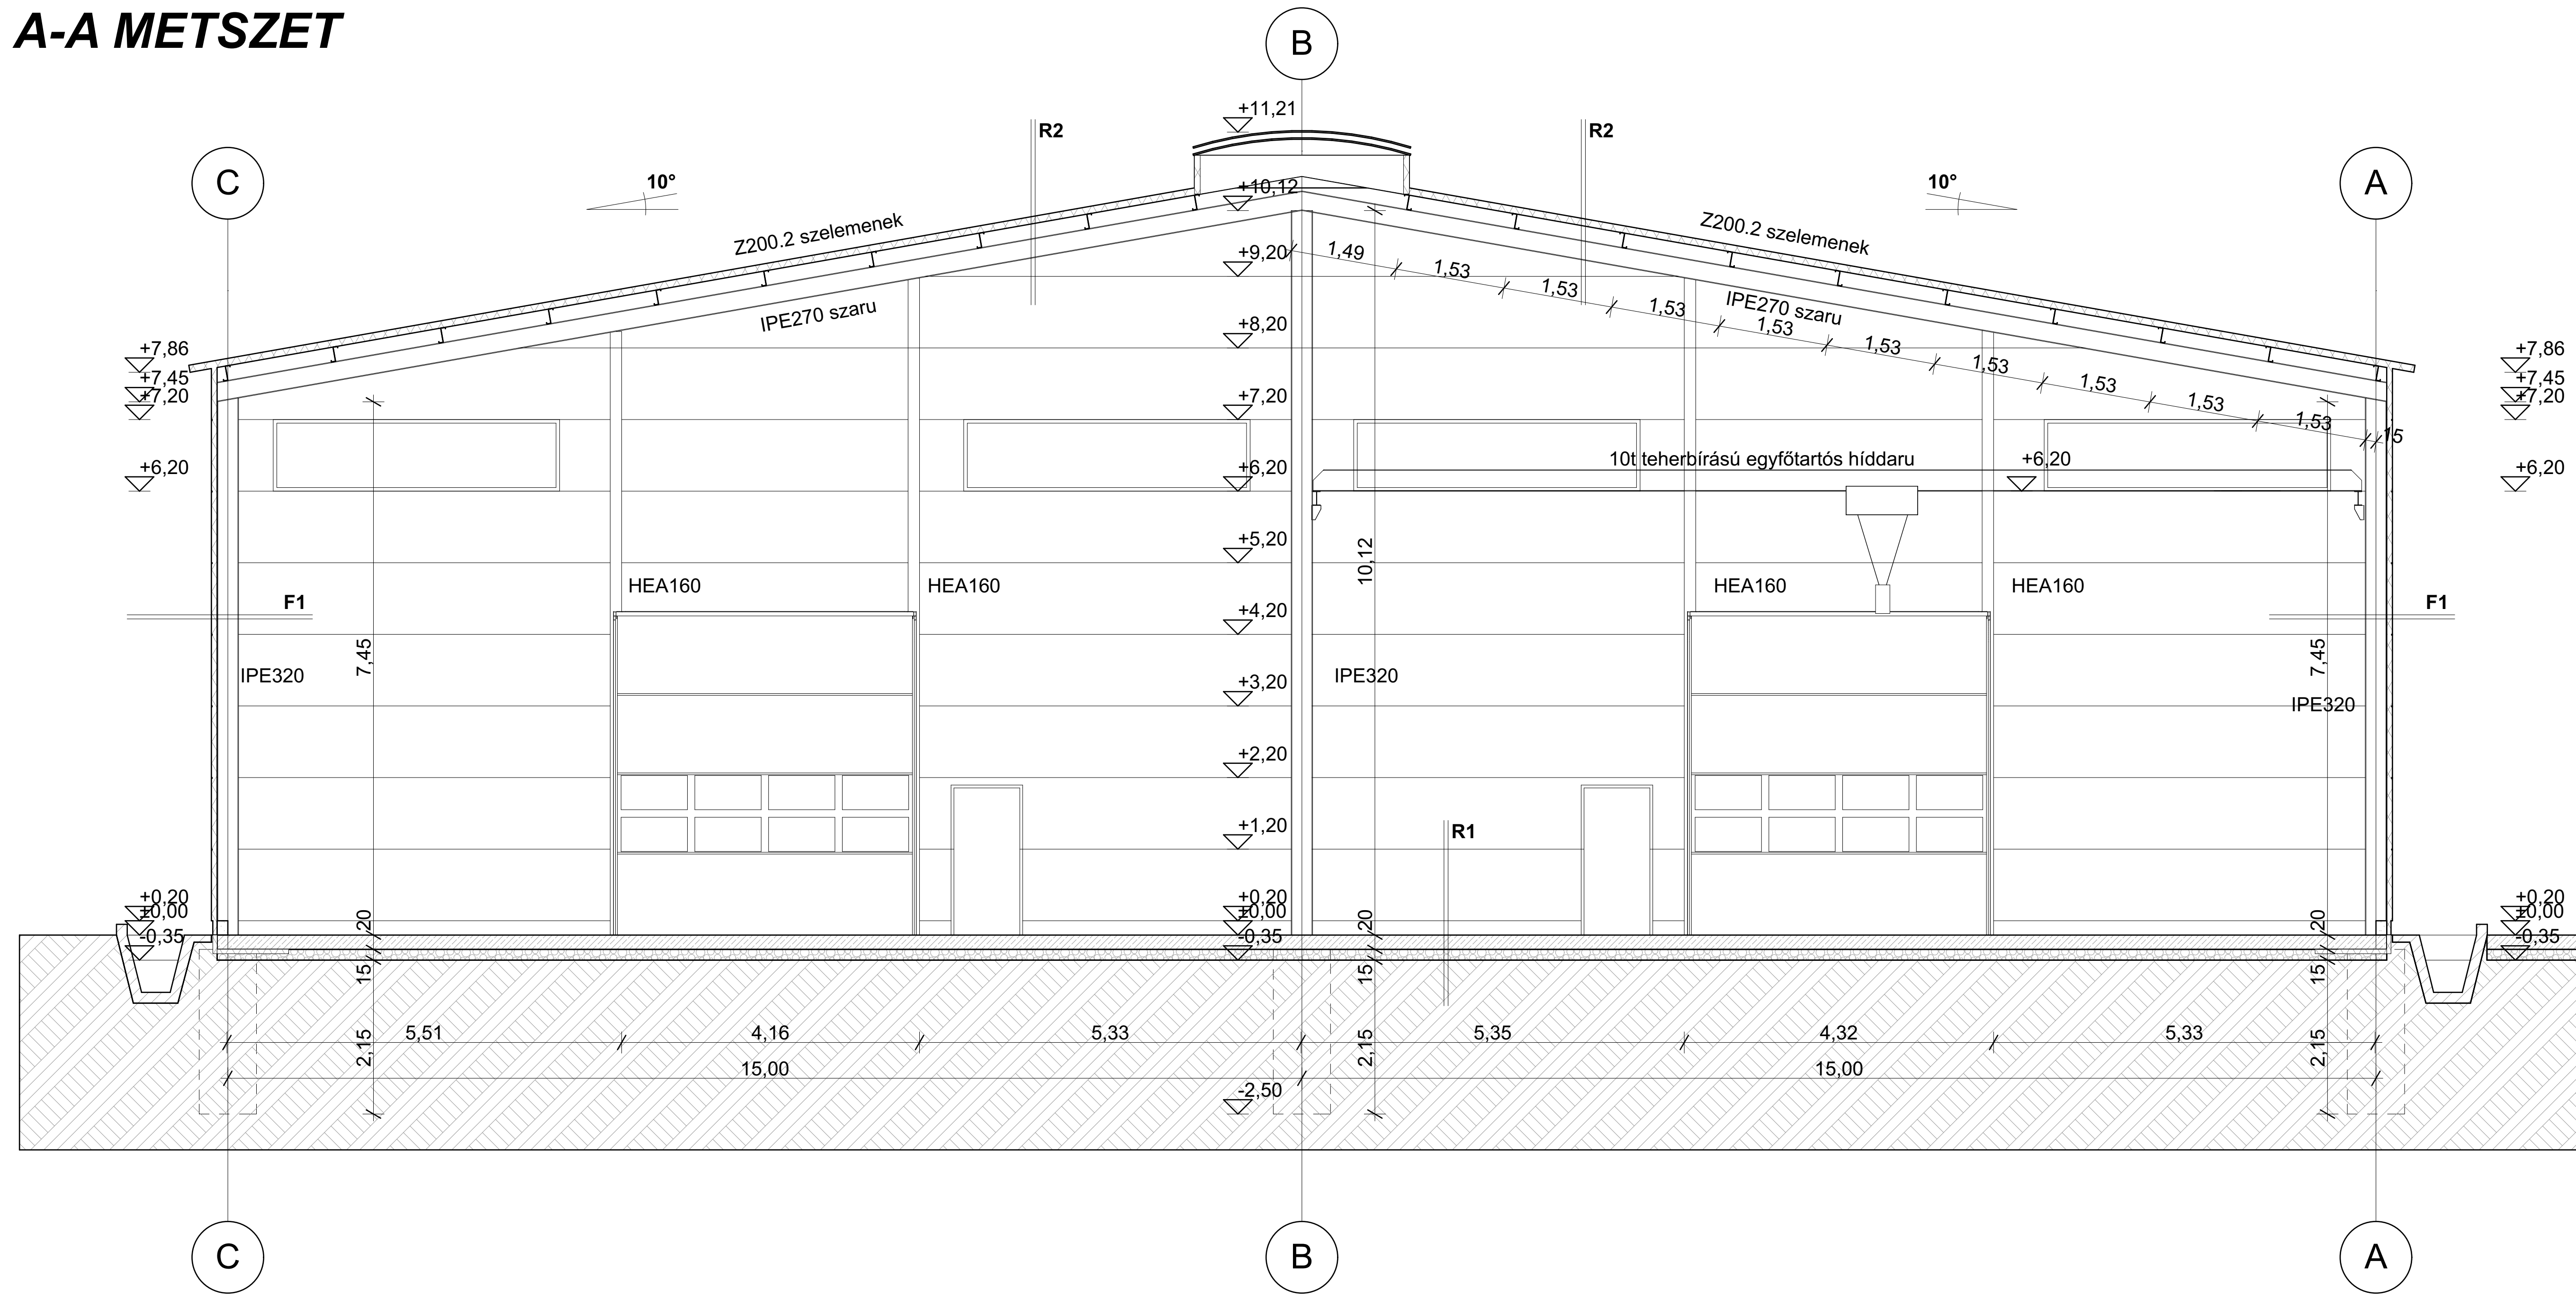 A-A METSZET
B
+11,21
R2
R2
C
A
10°
10°
+10,12
Z200.2 szelemenek
Z200.2 szelemenek
+9,20
1,49
1,53
1,53
1,53
1,53
1,53
1,53
1,53
1,53
1,53
15
IPE270 szaru
IPE270 szaru
+8,20
+7,86
+7,45
+7,20
+7,20
+7,86
+7,45
+7,20
+6,20
+6,20
10t teherbírású egyfőtartós híddaru
+6,20
+6,20
+5,20
10,12
HEA160
HEA160
HEA160
HEA160
F1
+4,20
F1
7,45
7,45
IPE320
+3,20
IPE320
IPE320
+2,20
+1,20
R1
+0,20
±0,00
-0,35
20
+0,20
±0,00
-0,35
20
20
+0,20
±0,00
-0,35
15
15
15
2,15
5,51
4,16
5,33
2,15
5,35
4,32
5,33
2,15
15,00
15,00
-2,50
C
B
A